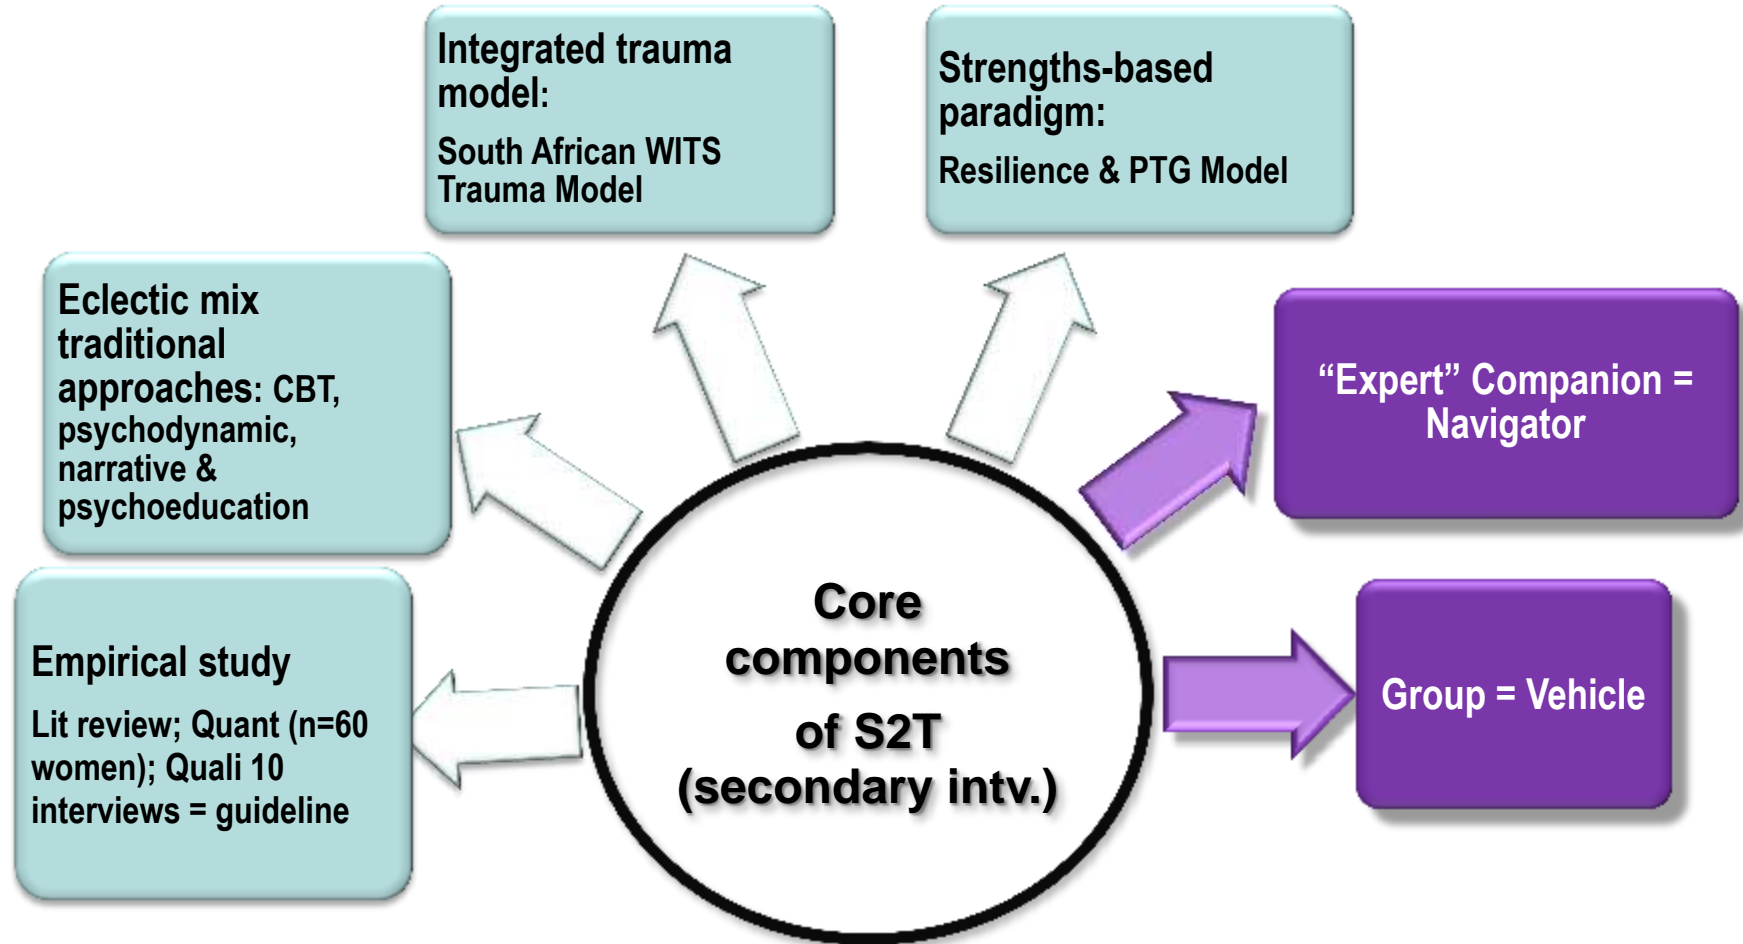 Integrated trauma
model:
South African WITS
Trauma Model
Strengths-based
paradigm:
Resilience & PTG Model
Eclectic mix
traditional
approaches: CBT,
psychodynamic,
narrative &
psychoeducation
“Expert” Companion =
Navigator
Empirical study
Lit review; Quant (n=60
women); Quali 10
interviews = guideline
Core
components
of S2T
(secondary intv.)
Group = Vehicle